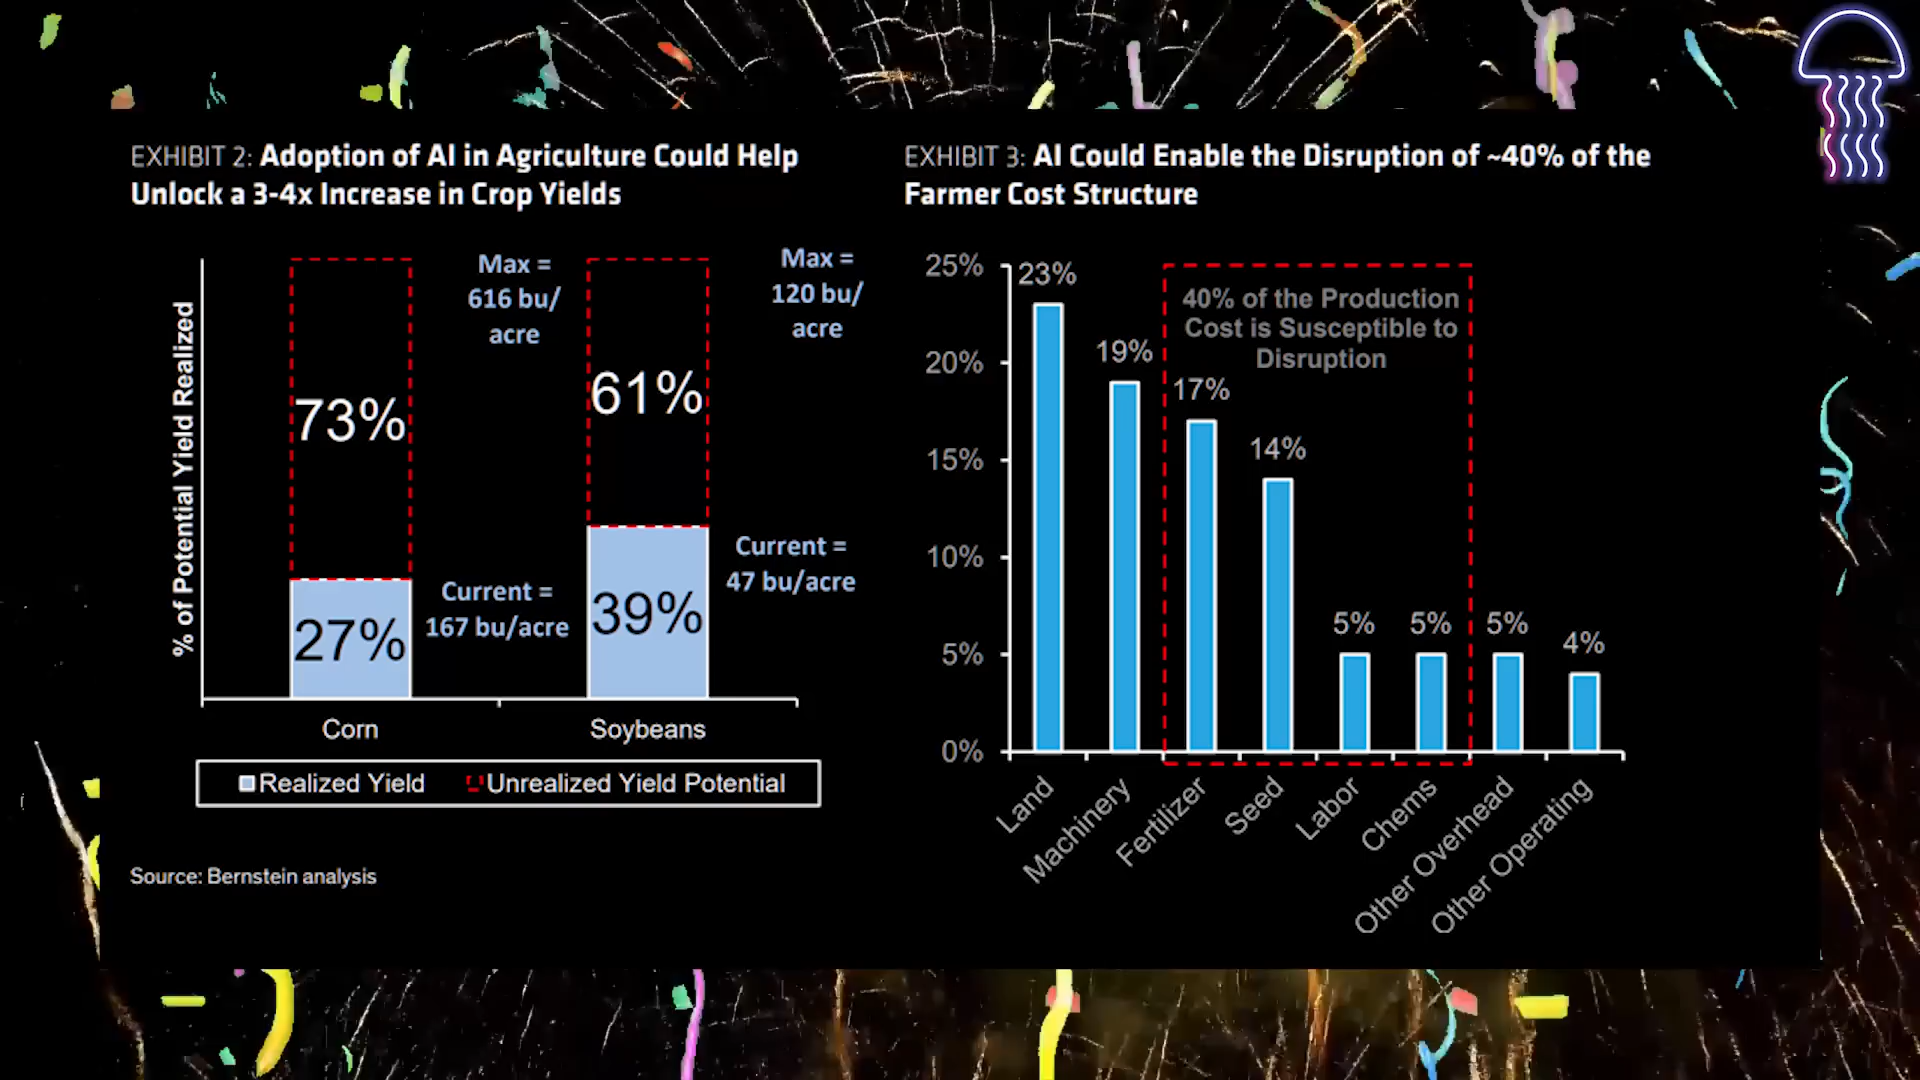 EXHIBIT 2: Adoption of AI in Agriculture Could Help
Unlock a 3-4x Increase in Crop Yields
% of Potential Yield Realized
73%
27%
Max =
616 bu/
acre
Current =
167 bu/acre
61%
39%
Max =
120 bu/
acre
Current =
47 bu/acre
Corn
Soybeans
Realized Yield
Unrealized Yield Potential
Source: Bernstein analysis
EXHIBIT 3: AI Could Enable the Disruption of ~40% of the
Farmer Cost Structure
25%
20%
15%
10%
5%
0%
40% of the Production
Cost is Susceptible to
Disruption
23%
19%
17%
14%
5%
5%
5%
4%
Land
Machinery
Fertilizer
Seed
Labor
Chems
Other Overhead
Other Operating